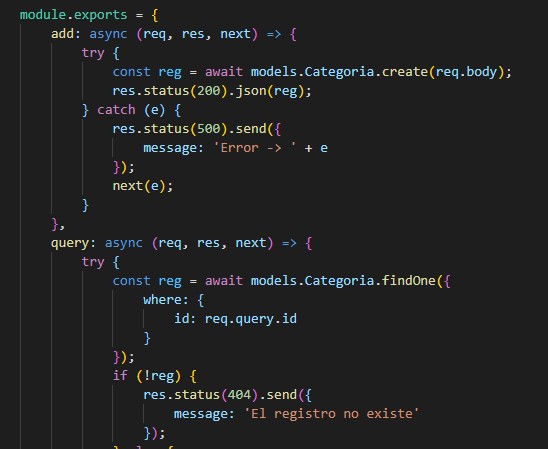 module.exports = {
add: async (req, res, next) => {
try {
const reg = await models.Categoria.create(req.body);
res.status(200).json(reg);
} catch (e) {
res.status(500).send({
message: 'Error -> ' + e
});
next(e);
}
},
query: async (req, res, next) => {
try {
const reg = await models.Categoria.findOne({
where: {
id: req.query.id
}
});
if (!reg) {
res.status(404).send({
message: 'El registro no existe'
});